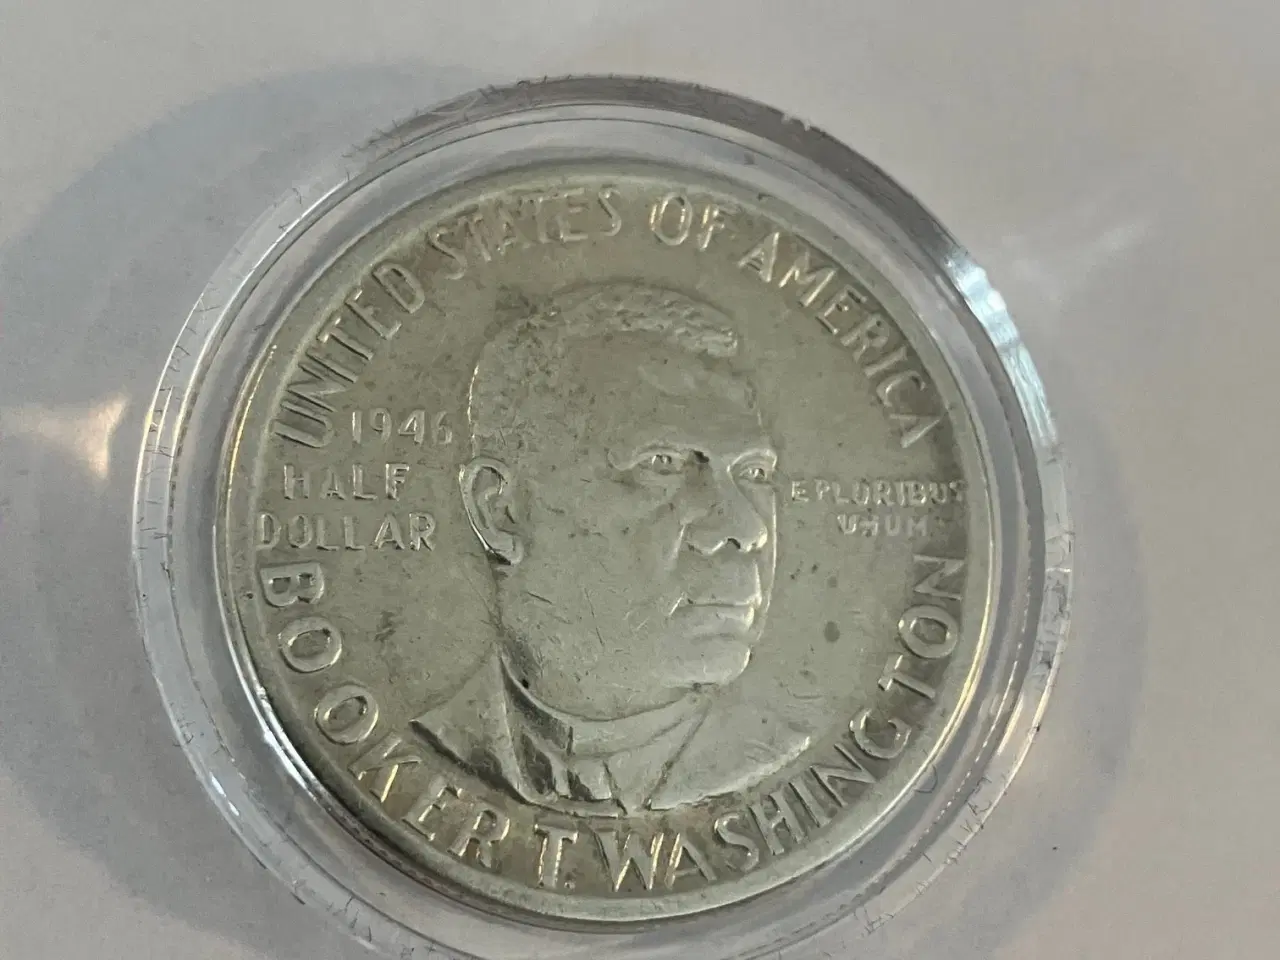 UNITED STATES OF AMERICA
1946
HALF
DOLLAR
E PLURIBUS
UNUM
BOOKER T. WASHINGTON